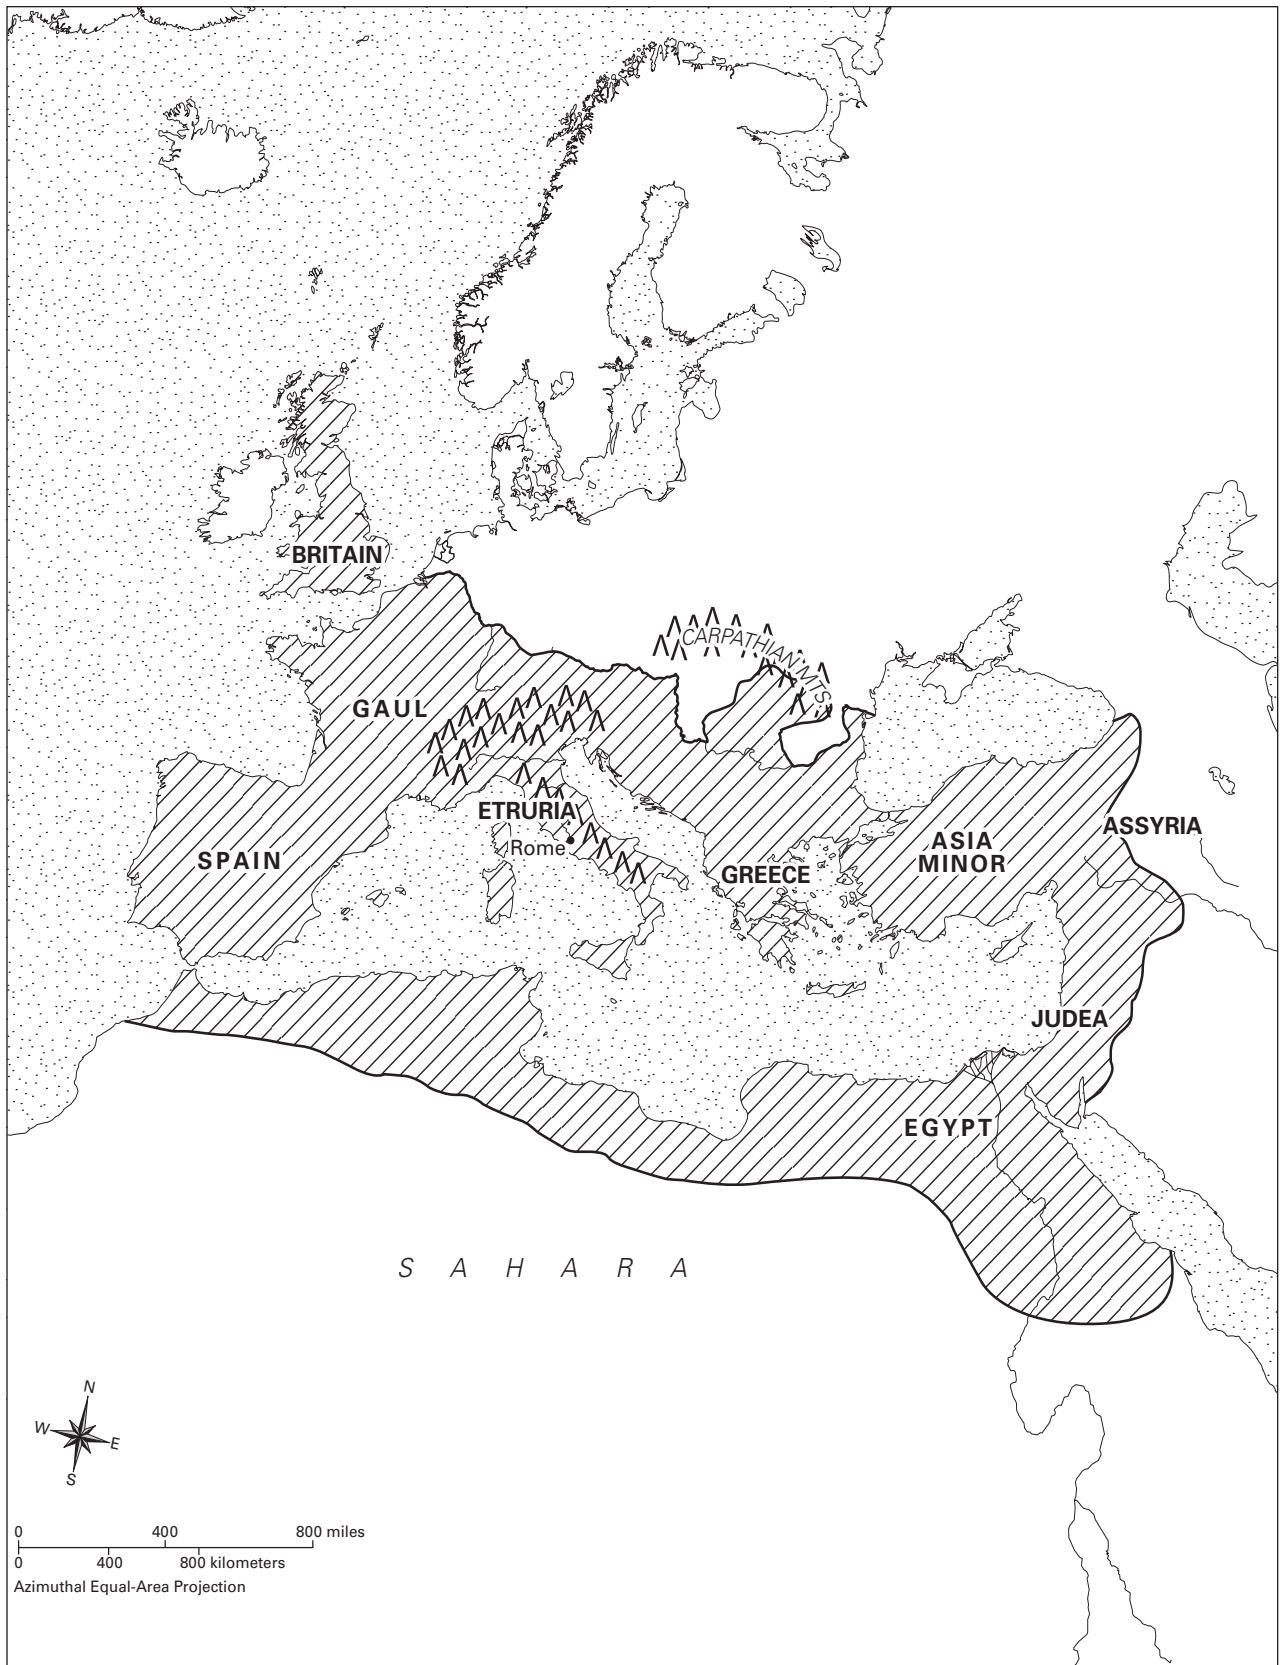 BRITAIN
CARPATHIAN MTS.
GAUL
ETRURIA
ASSYRIA
ASIA
MINOR
Rome
SPAIN
GREECE
JUDEA
EGYPT
SAHARA
N
W
E
S
0 400 800 miles
0 400 800 kilometers
Azimuthal Equal-Area Projection